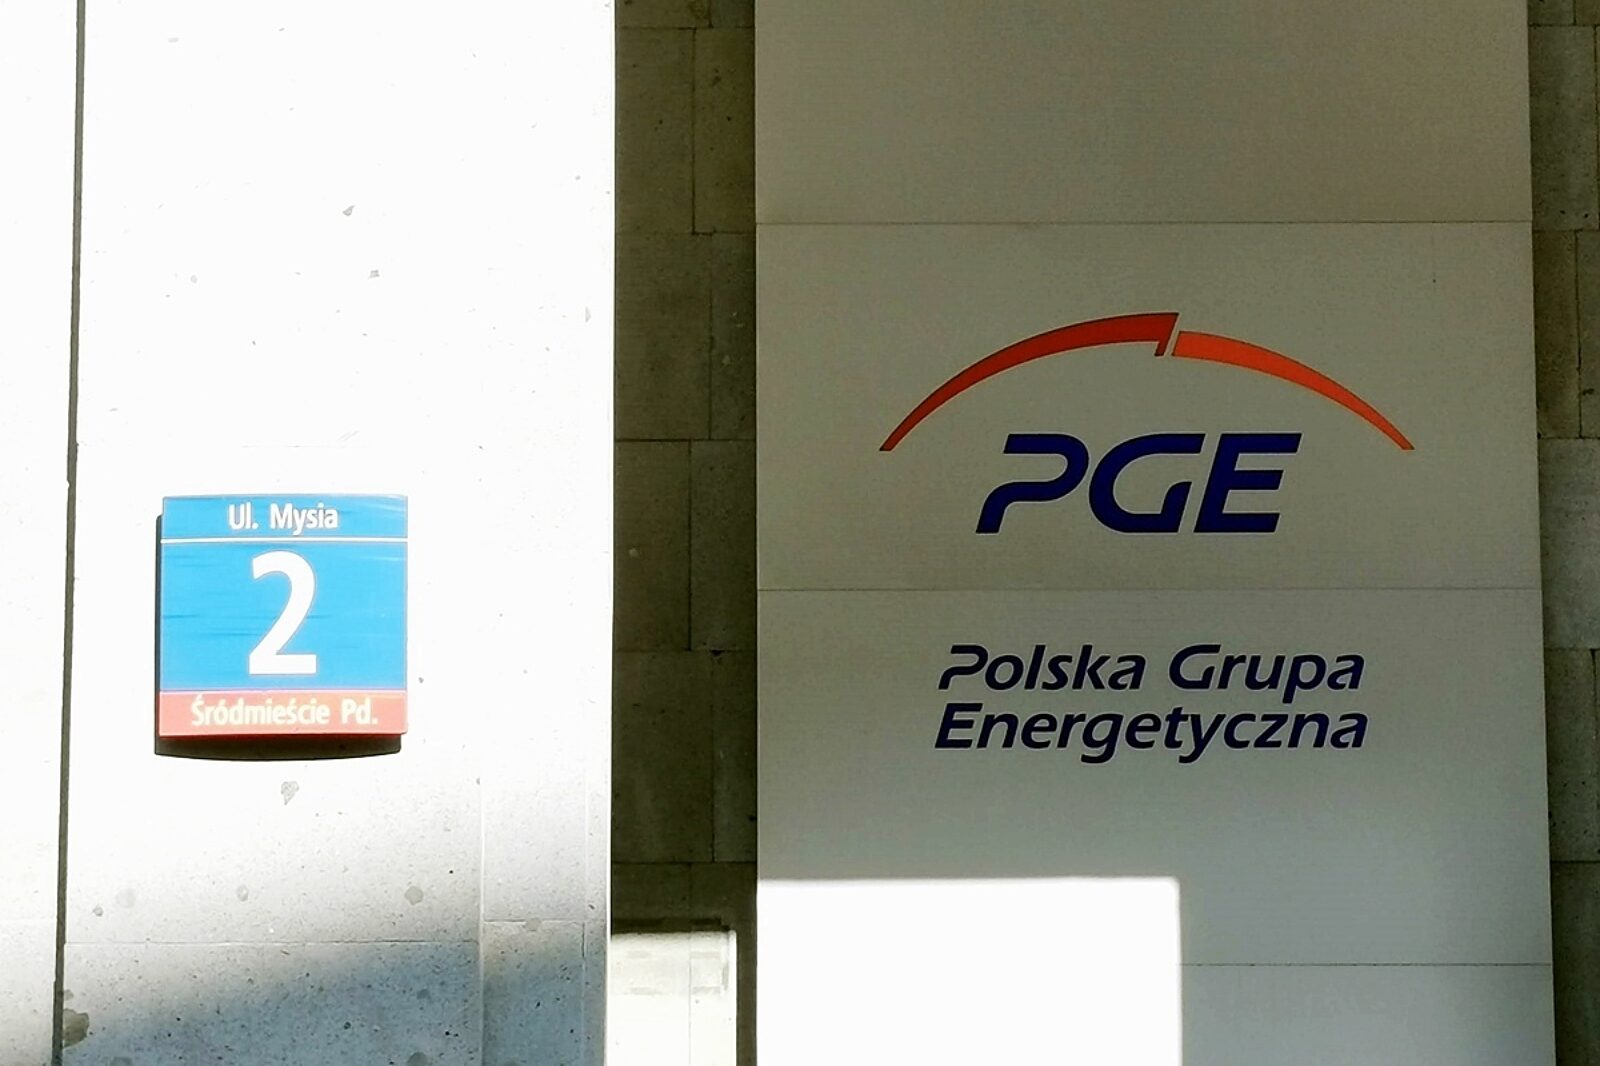 Ul. Mysia
2
Śródmieście Pd.
PGE
Polska Grupa
Energetyczna